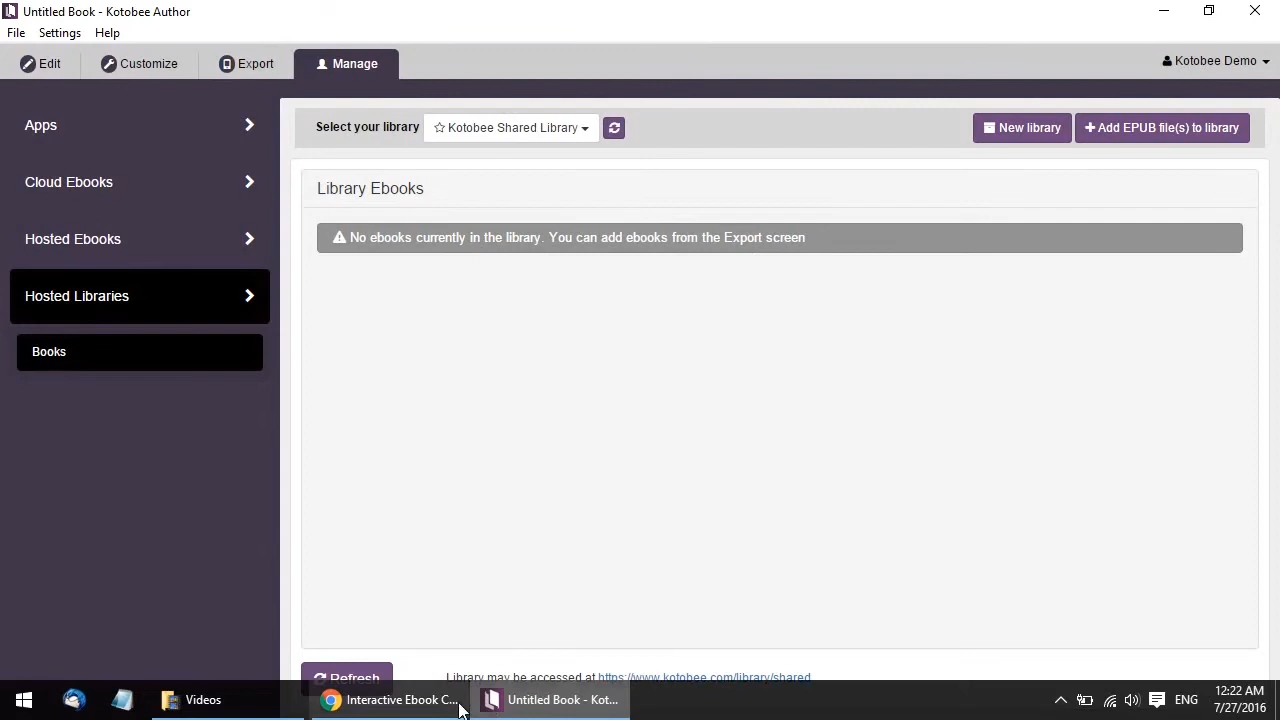 Untitled Book - Kotobee Author
File Settings Help
Edit Customize Export Manage Kotobee Demo
Apps
Cloud Ebooks
Hosted Ebooks
Hosted Libraries
Books
Select your library Kotobee Shared Library New library Add EPUB file(s) to library
Library Ebooks
No ebooks currently in the library. You can add ebooks from the Export screen
Refresh Library may be accessed at https://www.kotobee.com/library/shared
Videos Interactive Ebook C... Untitled Book - Kot... ENG 12:22 AM
7/27/2016